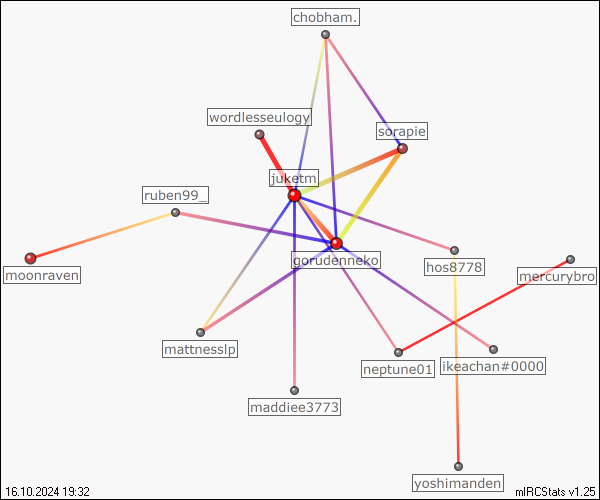 chobham.
wordlesseulogy
sorapie
juketm
ruben99_
gorudenneko
hos8778
moonraven
mercurybro
mattnesslp
neptune01
ikeachan#0000
maddiee3773
yoshimanden
16.10.2024 19:32
mIRCStats v1.25